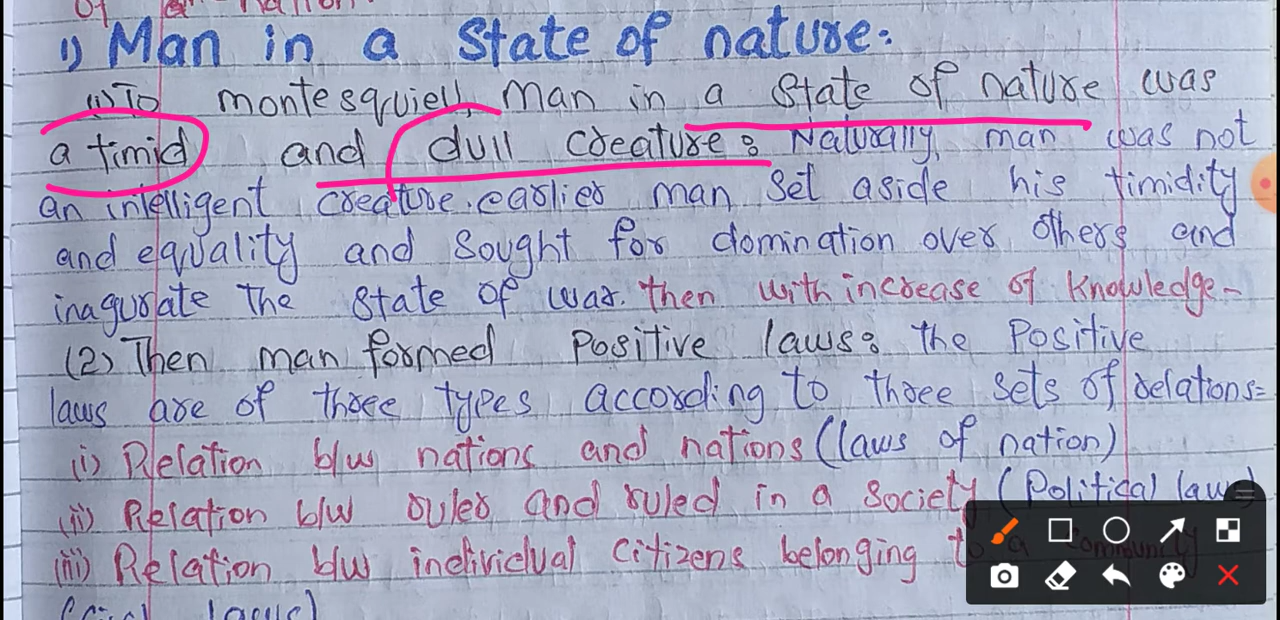 of an nation.
1) Man in a state of nature:
(1) To montesquieu, man in a state of nature was
a timid and dull creature: Naturally, man was not
an intelligent creature. earlier man set aside his timidity
and equality and sought for domination over others and
inagurate the state of war. then with increase of Knowledge-
(2) Then man formed Positive laws: the Positive
laws are of three types according to three sets of relations=
(i) Relation b/w nations and nations (laws of nation)
(ii) Relation b/w ruler and ruled in a society (Political law)
(iii) Relation b/w individual citizens belonging to a community